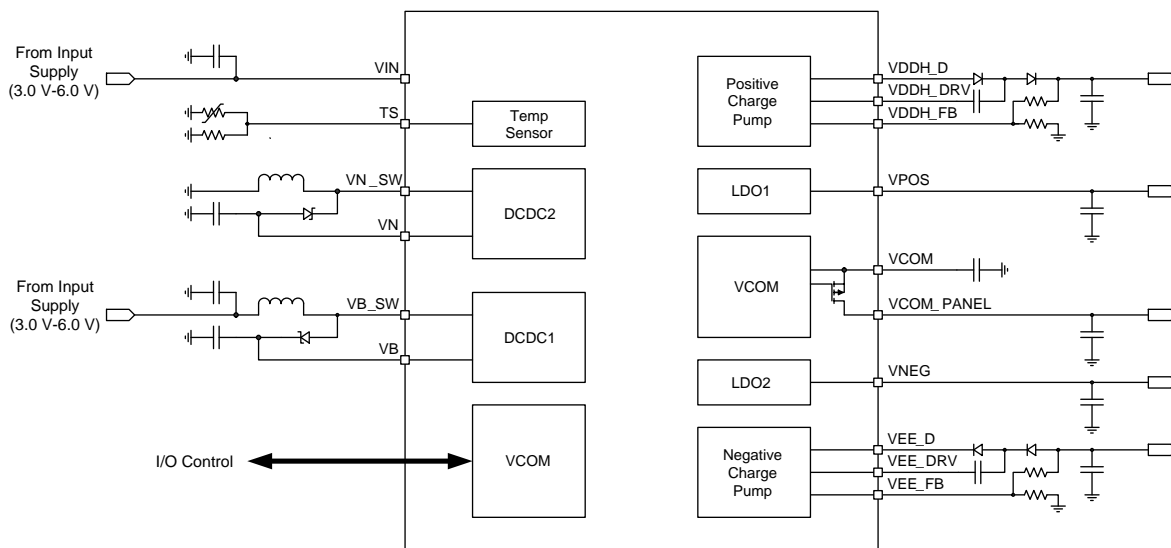 From Input
Supply
(3.0 V-6.0 V)
VIN
TS
Temp
Sensor
VN_SW
VN
DCDC2
From Input
Supply
(3.0 V-6.0 V)
VB_SW
VB
DCDC1
I/O Control
VCOM
Positive
Charge
Pump
VDDH_D
VDDH_DRV
VDDH_FB
LDO1
VPOS
VCOM
VCOM
VCOM_PANEL
LDO2
VNEG
Negative
Charge
Pump
VEE_D
VEE_DRV
VEE_FB